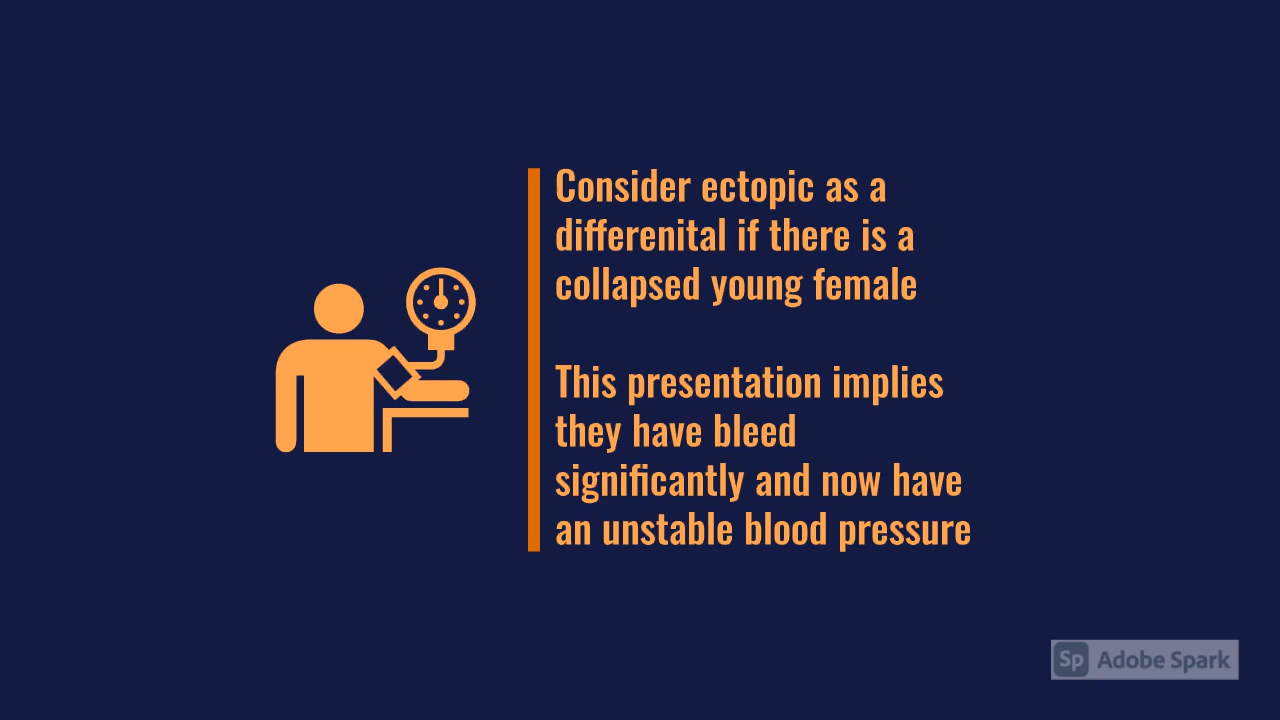 Consider ectopic as a
differenital if there is a
collapsed young female
This presentation implies
they have bleed
significantly and now have
an unstable blood pressure
Sp Adobe Spark